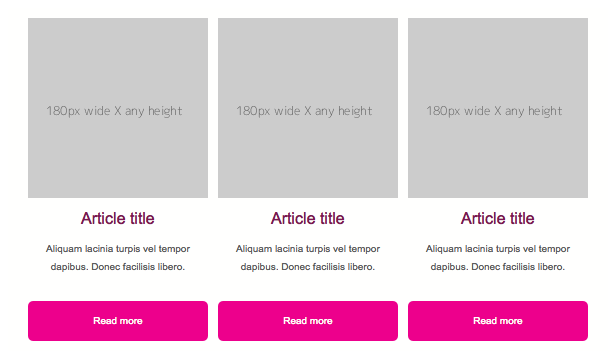 180px wide X any height
180px wide X any height
180px wide X any height
Article title
Article title
Article title
Aliquam lacinia turpis vel tempor
dapibus. Donec facilisis libero.
Aliquam lacinia turpis vel tempor
dapibus. Donec facilisis libero.
Aliquam lacinia turpis vel tempor
dapibus. Donec facilisis libero.
Read more
Read more
Read more